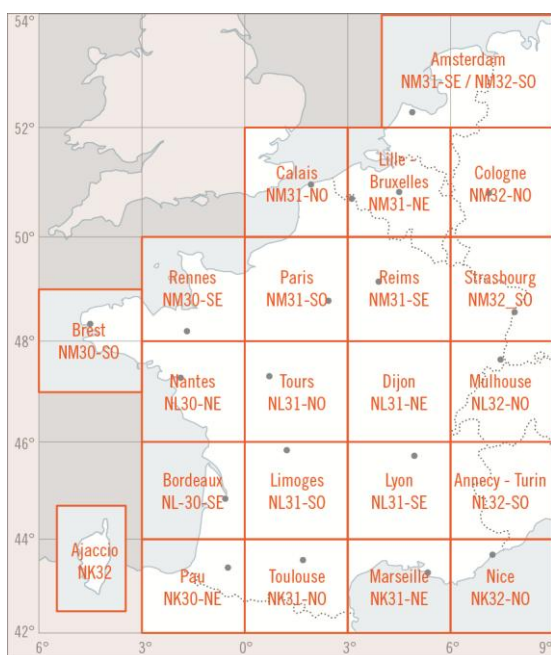 54°
Amsterdam
NM31-SE / NM32-SO
52°
Calais
NM31-NO
Lille -
Bruxelles
NM31-NE
Cologne
NM32-NO
50°
Rennes
NM30-SE
Paris
NM31-SO
Reims
NM31-SE
Strasbourg
NM32_SO
48°
Brest
NM30-SO
Nantes
NL30-NE
Tours
NL31-NO
Dijon
NL31-NE
Mulhouse
NL32-NO
46°
Bordeaux
NL-30-SE
Limoges
NL31-SO
Lyon
NL31-SE
Annecy - Turin
NL32-SO
44°
Ajaccio
NK32
Pau
NK30-NE
Toulouse
NK31-NO
Marseille
NK31-NE
Nice
NK32-NO
42°
6° 3° 0° 3° 6° 9°